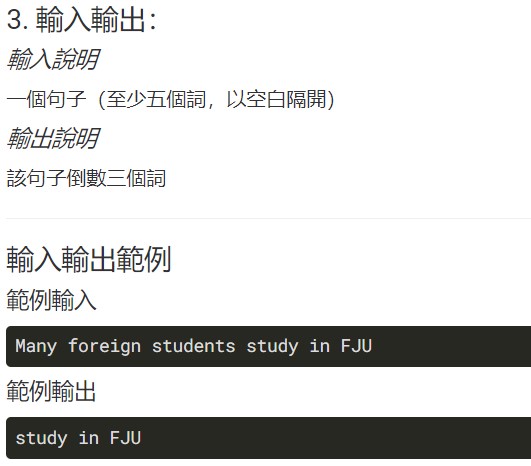 3. 輸入輸出：
輸入說明
一個句子（至少五個詞，以空白隔開）
輸出說明
該句子倒數三個詞
輸入輸出範例
範例輸入
Many foreign students study in FJU
範例輸出
study in FJU